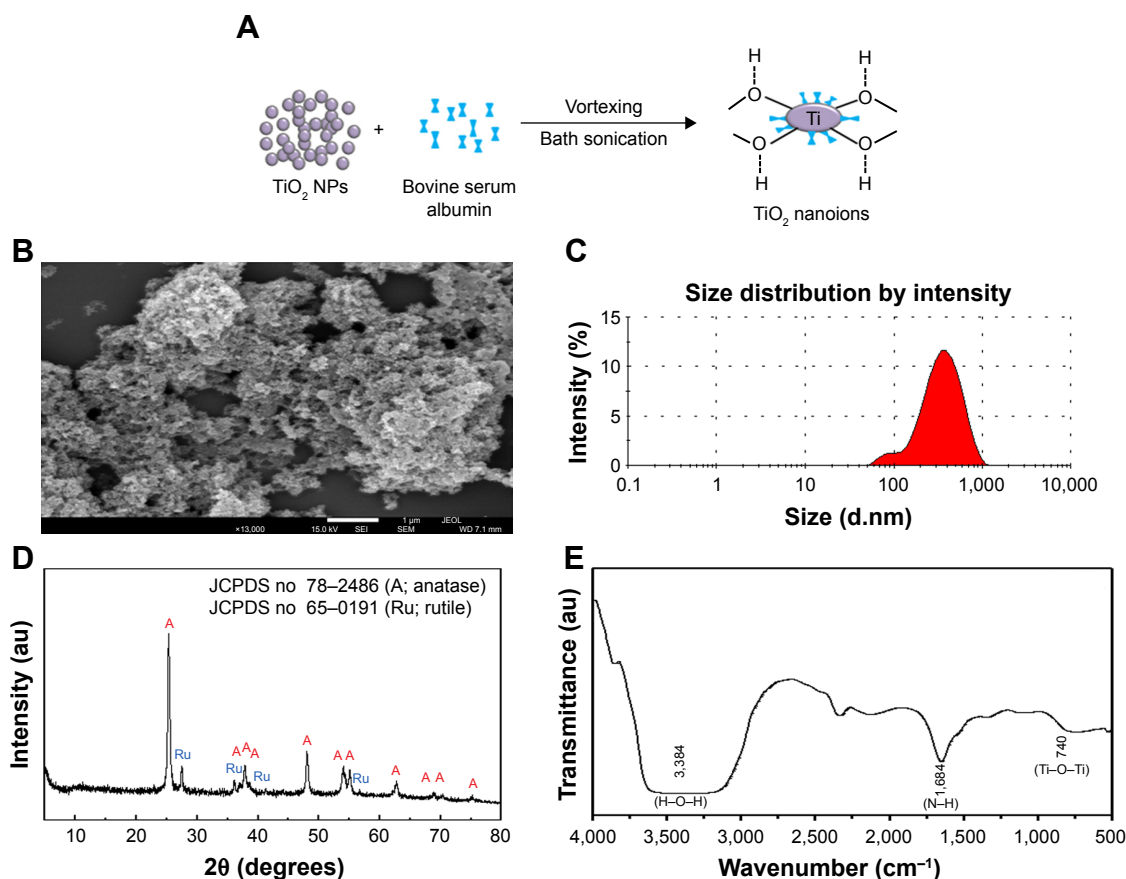 A
H
H
O
O
Ti
O
O
H
H
+
Vortexing
Bath sonication
TiO₂ NPs
Bovine serum
albumin
TiO₂ nanoions
B
×13,000
15.0 kV
SEI
1 µm
SEM
JEOL
WD 7.1 mm
C
Size distribution by intensity
Intensity (%)
15
10
5
0
0.1
1
10
100
1,000
10,000
Size (d.nm)
D
JCPDS no 78–2486 (A; anatase)
JCPDS no 65–0191 (Ru; rutile)
Intensity (au)
A
Ru
Ru
A
A
A
Ru
A
A
A
Ru
A
A
A
A
10
20
30
40
50
60
70
80
2θ (degrees)
E
Transmittance (au)
3,384
(H–O–H)
1,684
(N–H)
740
(Ti–O–Ti)
4,000
3,500
3,000
2,500
2,000
1,500
1,000
500
Wavenumber (cm⁻¹)